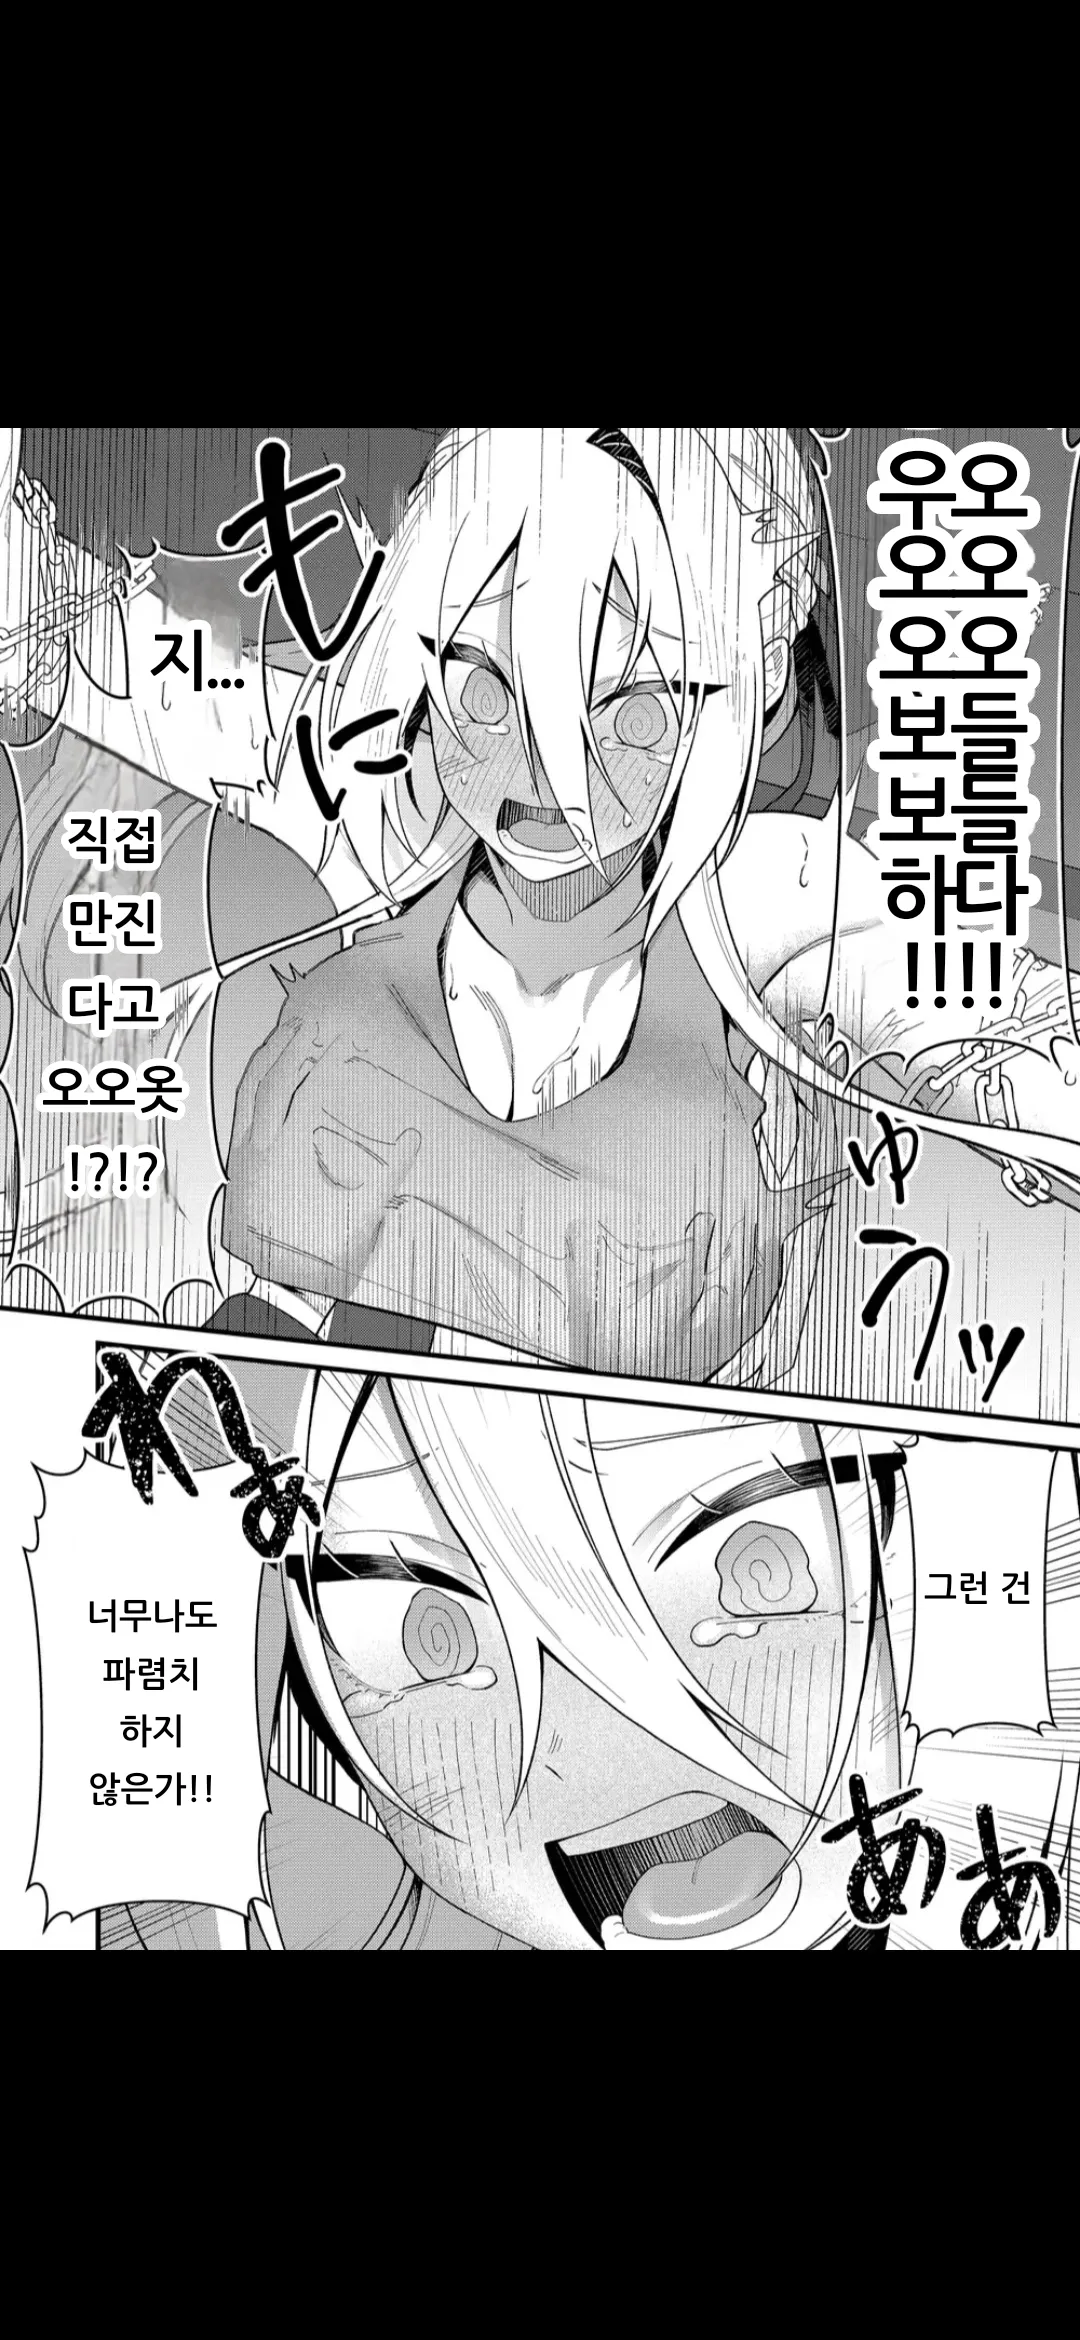 오오오들들다
우오오보보하
!!!!
もに
지...
직접
만진
다고
오오옷
!?!?
ゆうッ
그런 건
わぁ
너무나도
파렴치
하지
않은가!!
ああ